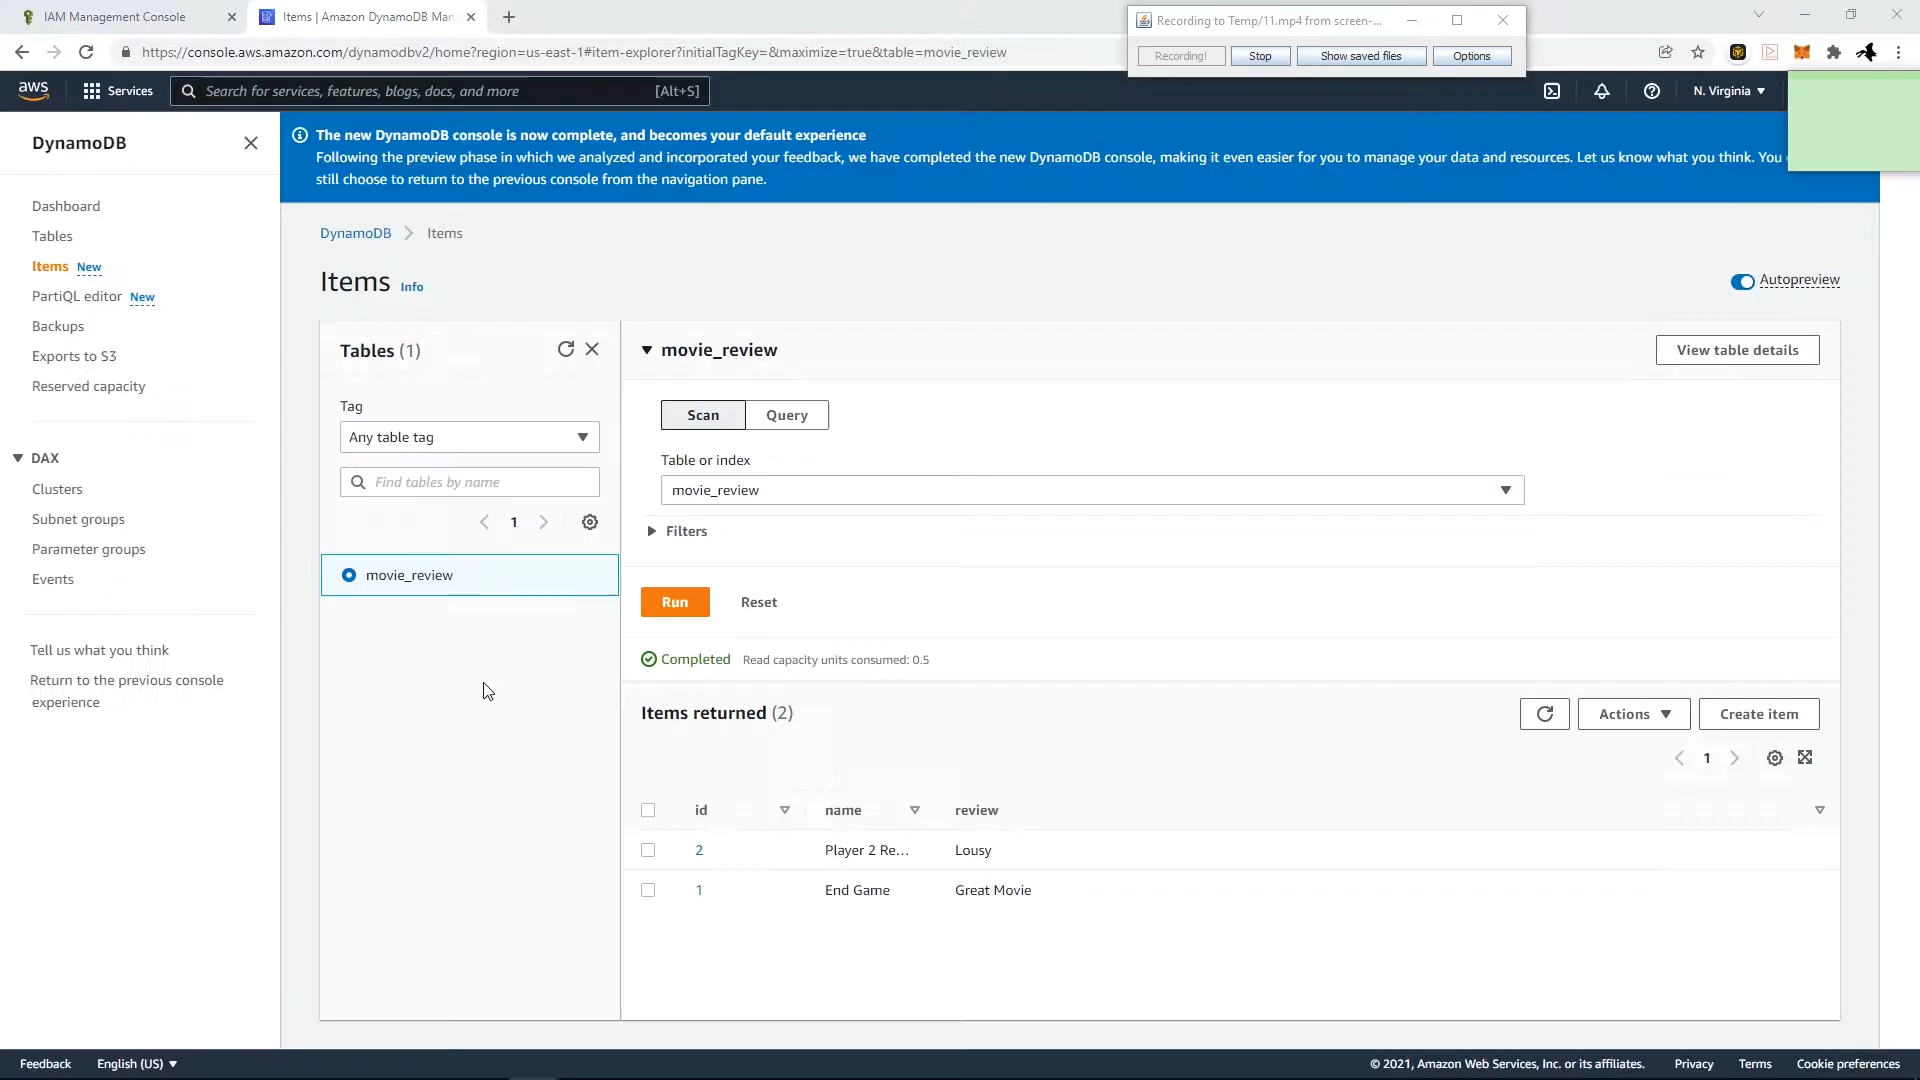 IAM Management Console
Items | Amazon DynamoDB Man
Recording to Temp/11.mp4 from screen-...
Recording!
Stop
Show saved files
Options
https://console.aws.amazon.com/dynamodbv2/home?region=us-east-1#item-explorer?initialTagKey=&maximize=true&table=movie_review
aws
Services
Search for services, features, blogs, docs, and more
[Alt+S]
N. Virginia
DynamoDB
Dashboard
Tables
Items New
PartiQL editor New
Backups
Exports to S3
Reserved capacity
DAX
Clusters
Subnet groups
Parameter groups
Events
Tell us what you think
Return to the previous console
experience
The new DynamoDB console is now complete, and becomes your default experience
Following the preview phase in which we analyzed and incorporated your feedback, we have completed the new DynamoDB console, making it even easier for you to manage your data and resources. Let us know what you think. You
still choose to return to the previous console from the navigation pane.
DynamoDB
Items
Items Info
Autopreview
Tables (1)
Tag
Any table tag
Find tables by name
1
movie_review
movie_review
View table details
Scan
Query
Table or index
movie_review
Filters
Run
Reset
Completed
Read capacity units consumed: 0.5
Items returned (2)
Actions
Create item
1
id name review
2 Player 2 Re... Lousy
1 End Game Great Movie
Feedback
English (US)
© 2021, Amazon Web Services, Inc. or its affiliates.
Privacy
Terms
Cookie preferences